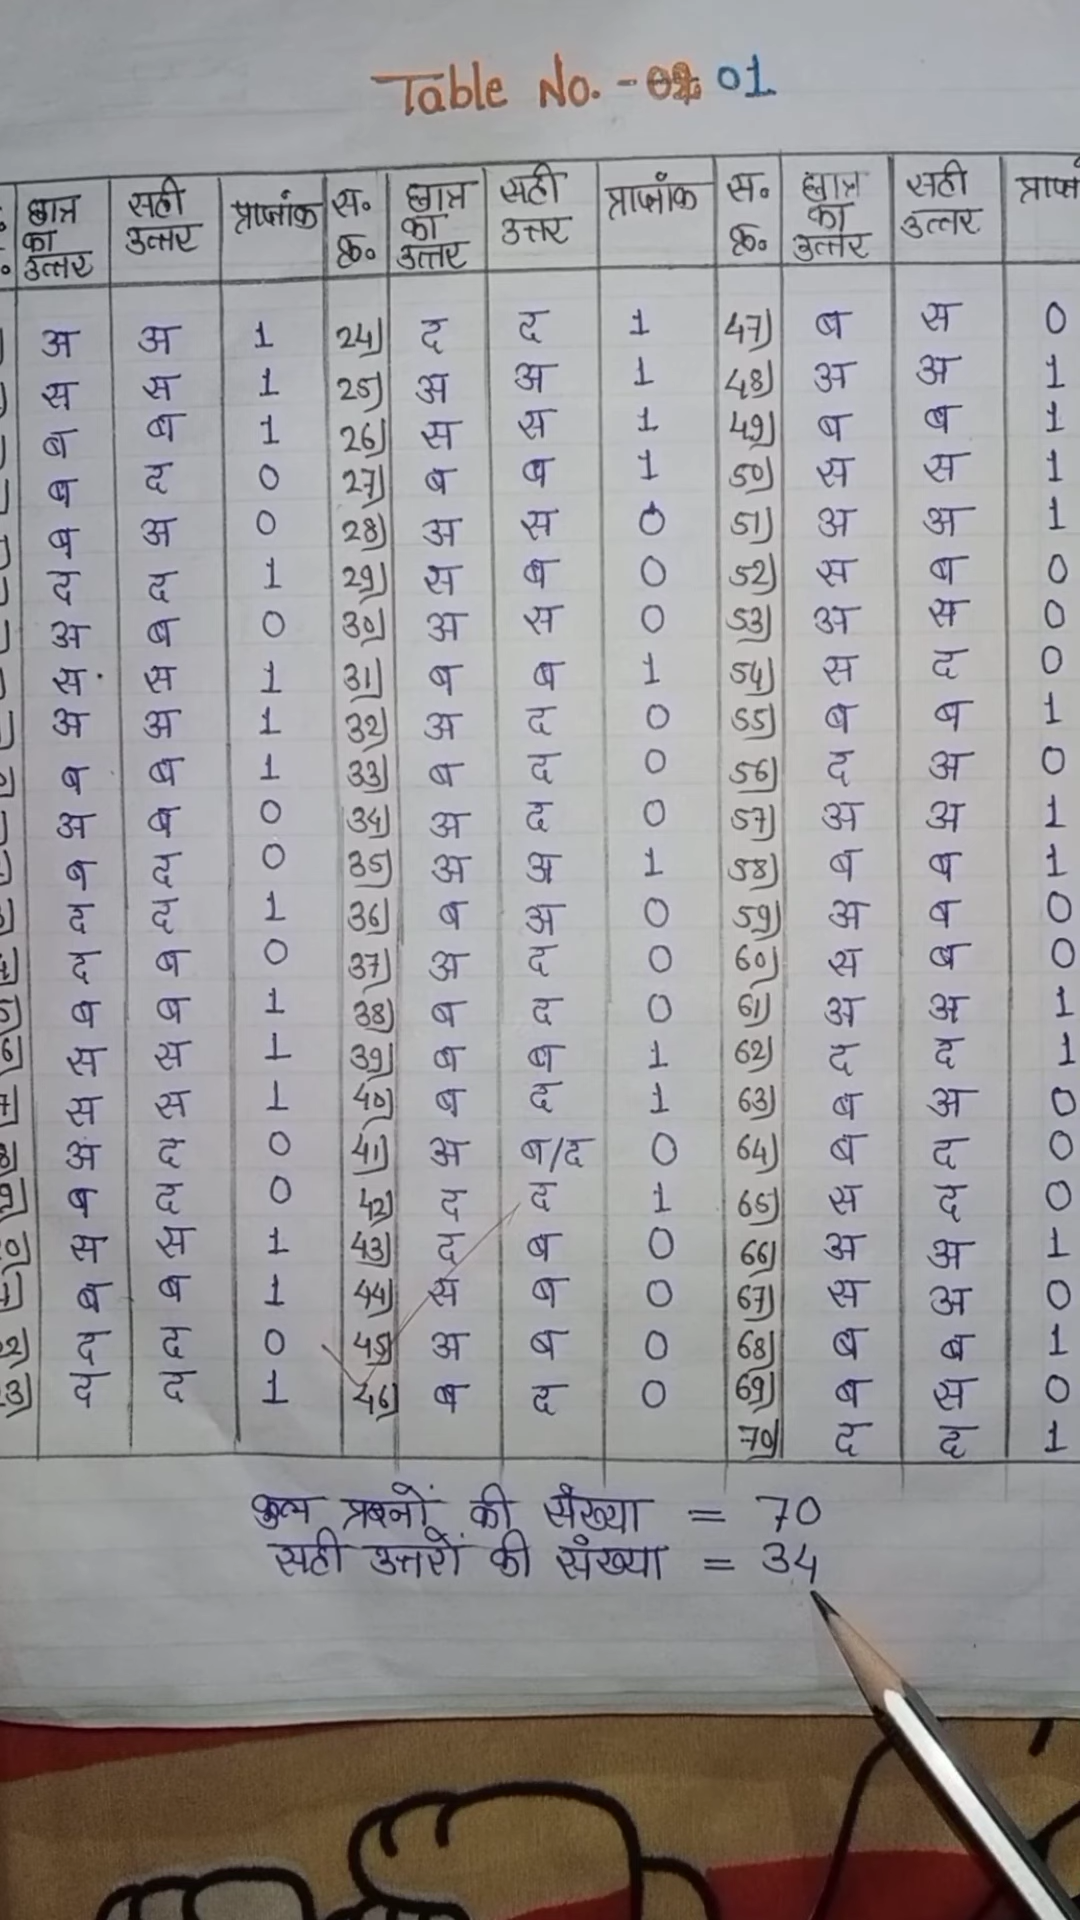 Table No. - 01
छात्र का उत्तर सही उत्तर प्राप्तांक स. क्र. छात्र का उत्तर सही उत्तर प्राप्तांक स. क्र. छात्र का उत्तर सही उत्तर
अ अ 1 24) द द 1 47) ब स 0
स स 1 25) अ अ 1 48) अ अ 1
ब ब 1 26) स स 1 49) ब ब 1
ब द 0 27) ब ब 1 50) स स 1
ब अ 0 28) अ स 0 51) अ अ 1
द द 1 29) स ब 0 52) स ब 0
अ ब 0 30) अ स 0 53) अ स 0
स स 1 31) ब ब 1 54) स द 0
अ अ 1 32) अ द 0 55) ब ब 1
ब ब 1 33) ब द 0 56) द अ 0
अ ब 0 34) अ द 0 57) अ अ 1
ब द 0 35) अ अ 1 58) ब ब 1
द द 1 36) ब अ 0 59) अ ब 0
द ब 0 37) अ द 0 60) स ब 0
ब ब 1 38) ब द 0 61) अ अ 1
स स 1 39) ब ब 1 62) द द 1
स स 1 40) ब द 1 63) ब अ 0
अ द 0 41) अ ब/द 0 64) ब द 0
ब द 0 42) द द 1 65) स द 0
स स 1 43) द ब 0 66) अ अ 1
ब ब 1 44) स ब 0 67) स अ 0
द द 0 45) अ ब 0 68) ब ब 1
द द 1 46) ब द 0 69) ब स 0
70) द द 1
कुल प्रश्नों की संख्या = 70
सही उत्तरों की संख्या = 34